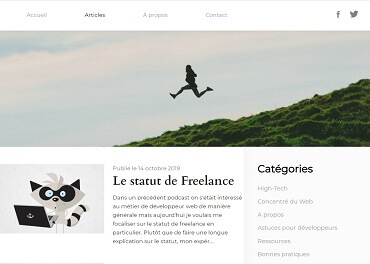 Accueil
Articles
À propos
Contact
Publié le 14 octobre 2019
Le statut de Freelance
Dans un précédent podcast on s'était intéressé
au métier de développeur web de manière
générale mais aujourd'hui je voulais me
focaliser sur le statut de freelance en
particulier. Plutôt que de faire une longue
explication sur le statut, mon expér...
Catégories
High-Tech
Concentré du Web
A propos
Astuces pour développeurs
Ressources
Bonnes pratiques